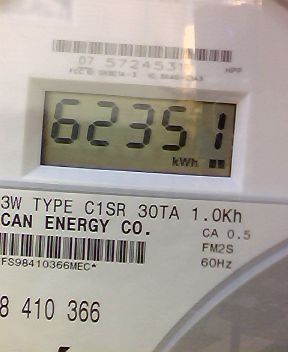 07 5724531
HPP
62351
kWh
3W TYPE C1SR 30TA 1.0Kh
CAN ENERGY CO.
CA 0.5
FM2S
60Hz
FS98410366MEC*
8 410 366